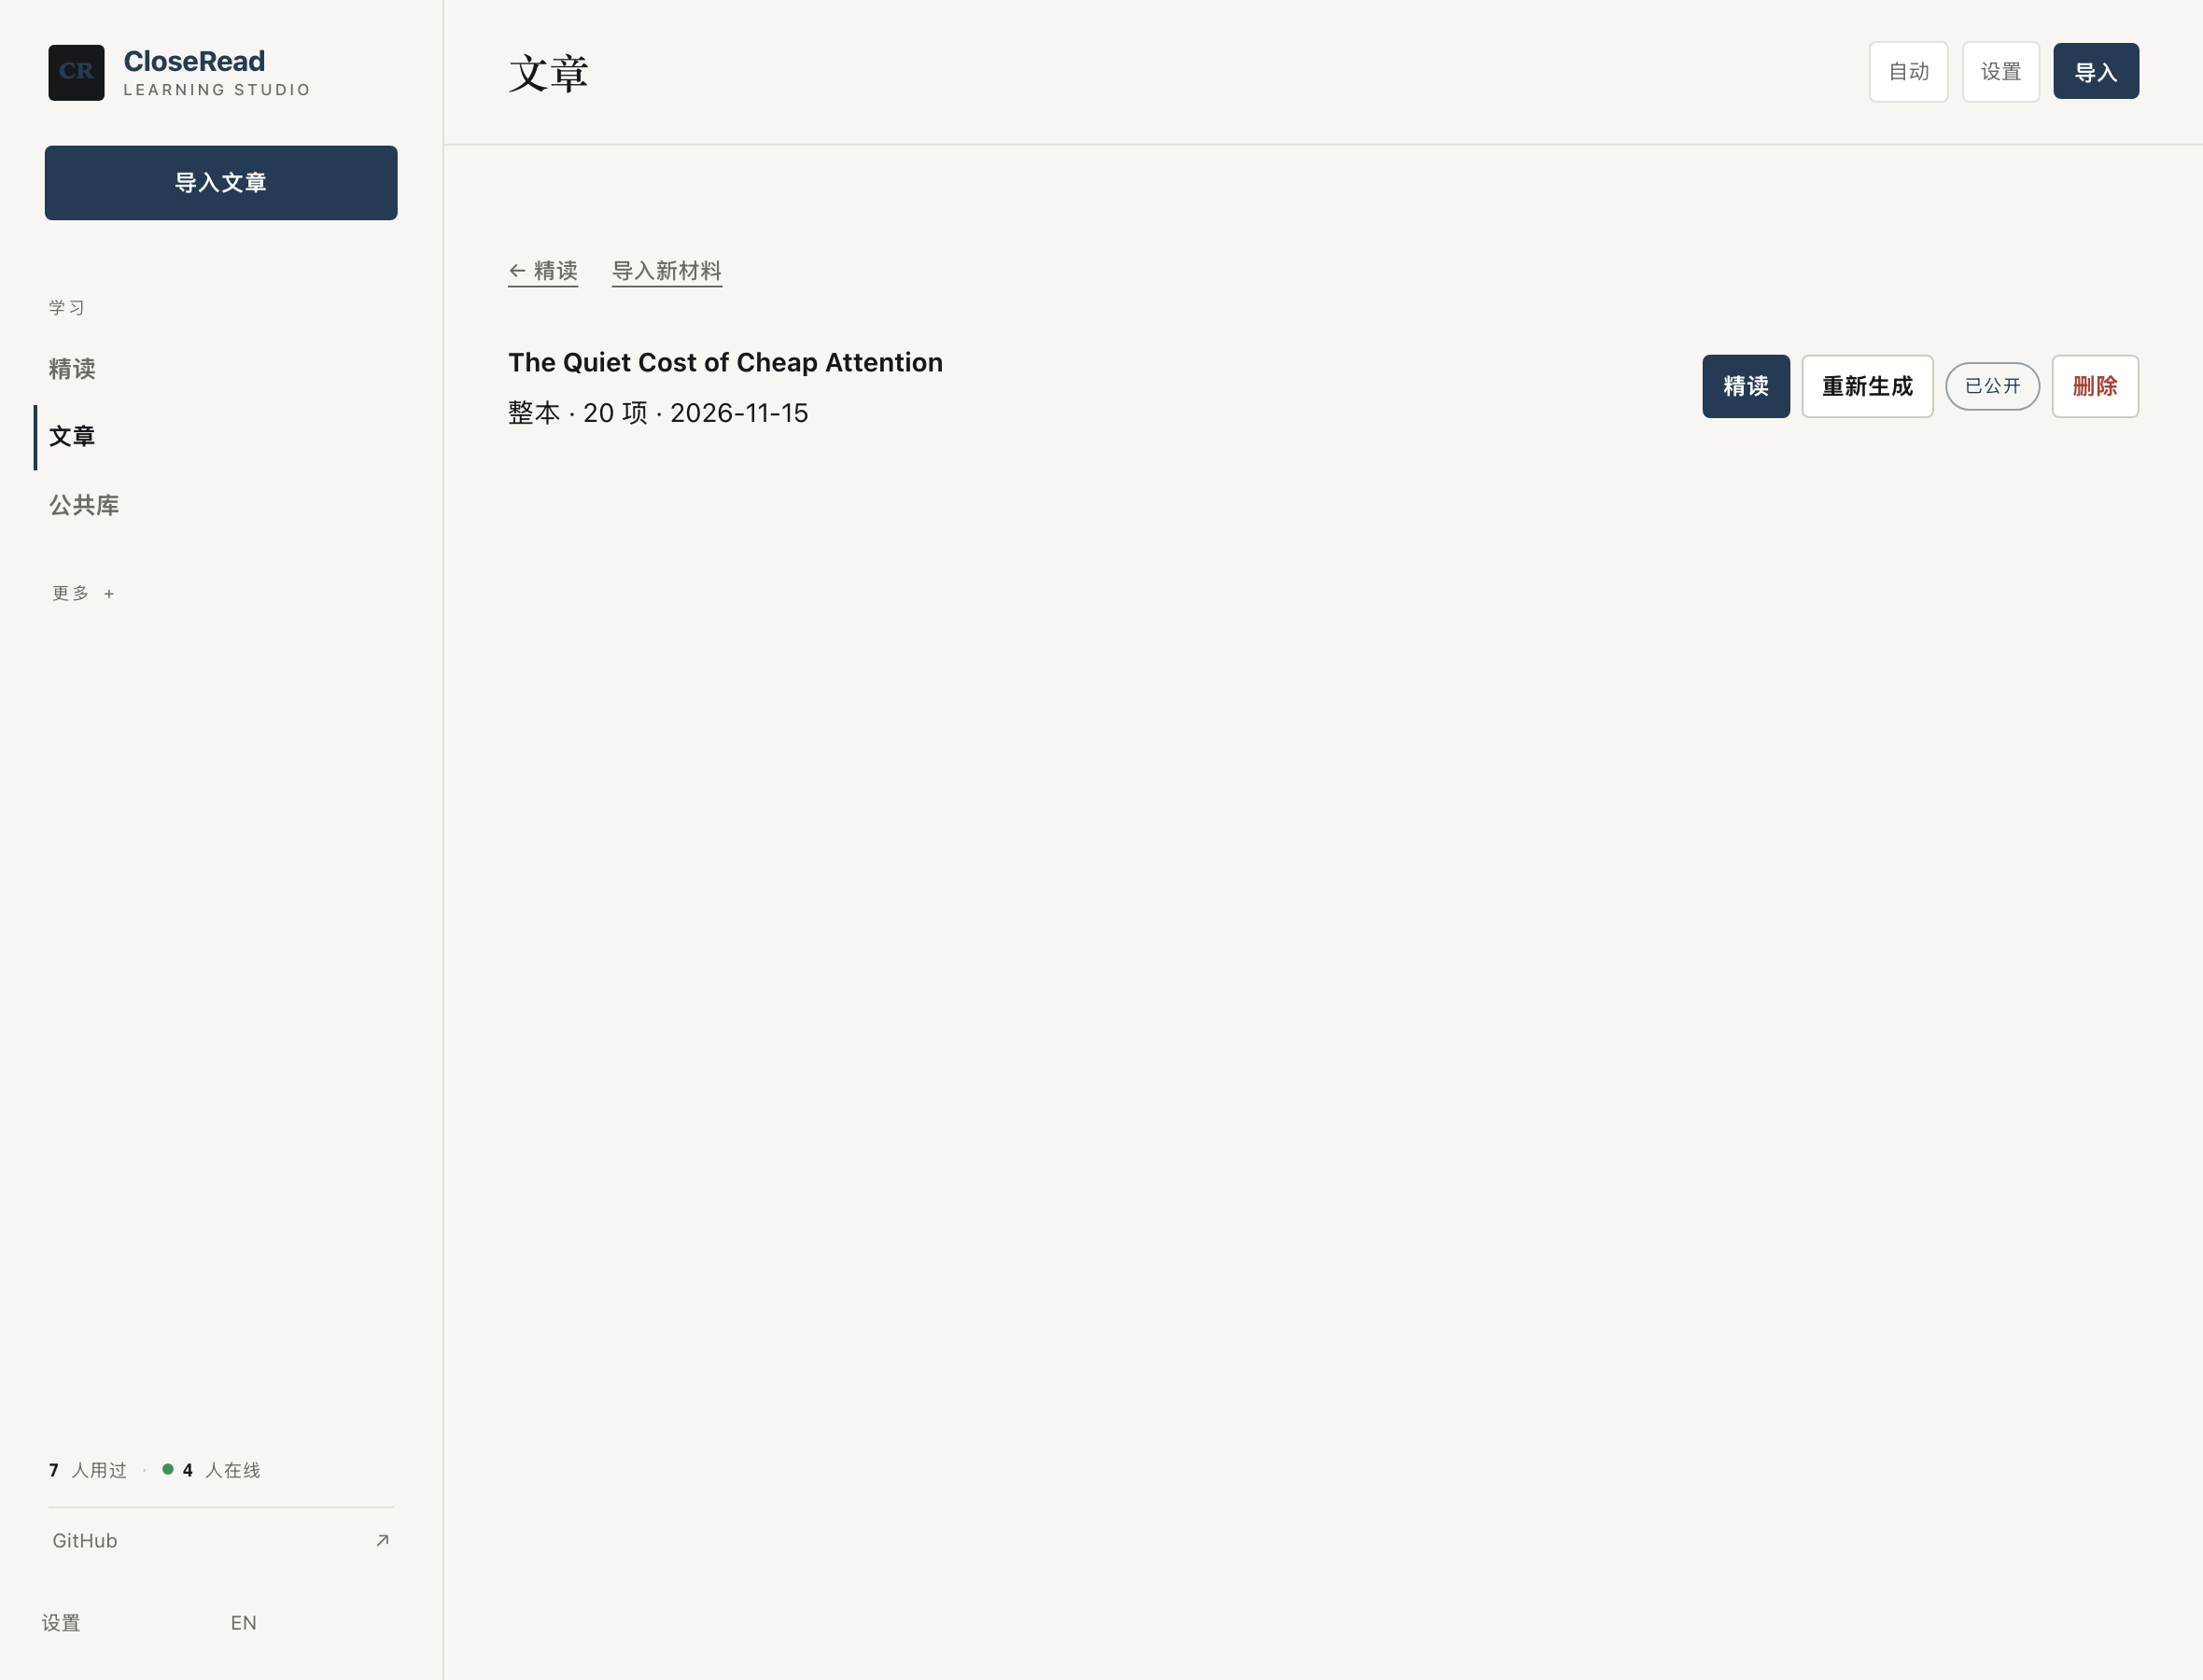 CR
CloseRead
LEARNING STUDIO
导入文章
学习
精读
文章
公共库
更多 +
7 人用过 · 4 人在线
GitHub ↗
设置 EN
文章
自动 设置 导入
← 精读 导入新材料
The Quiet Cost of Cheap Attention
整本 · 20 项 · 2026-11-15
精读 重新生成 已公开 删除